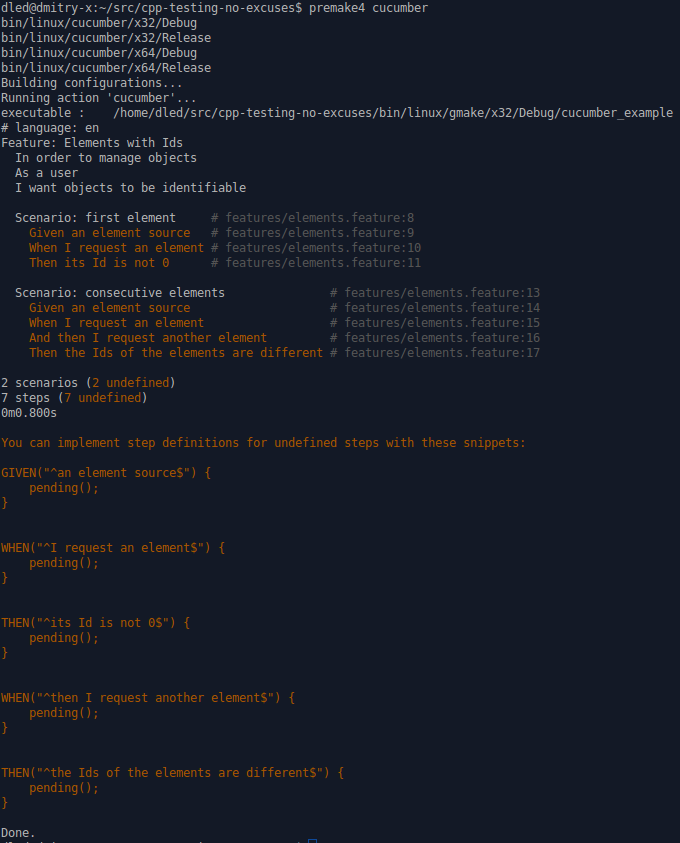 dled@dmitry-x:~/src/cpp-testing-no-excuses$ premake4 cucumber
bin/linux/cucumber/x32/Debug
bin/linux/cucumber/x32/Release
bin/linux/cucumber/x64/Debug
bin/linux/cucumber/x64/Release
Building configurations...
Running action 'cucumber'...
executable :    /home/dled/src/cpp-testing-no-excuses/bin/linux/gmake/x32/Debug/cucumber_example
# language: en
Feature: Elements with Ids
  In order to manage objects
  As a user
  I want objects to be identifiable

  Scenario: first element     # features/elements.feature:8
    Given an element source   # features/elements.feature:9
    When I request an element # features/elements.feature:10
    Then its Id is not 0      # features/elements.feature:11

  Scenario: consecutive elements               # features/elements.feature:13
    Given an element source                    # features/elements.feature:14
    When I request an element                  # features/elements.feature:15
    And then I request another element         # features/elements.feature:16
    Then the Ids of the elements are different # features/elements.feature:17

2 scenarios (2 undefined)
7 steps (7 undefined)
0m0.800s

You can implement step definitions for undefined steps with these snippets:

GIVEN("^an element source$") {
    pending();
}

WHEN("^I request an element$") {
    pending();
}

THEN("^its Id is not 0$") {
    pending();
}

WHEN("^then I request another element$") {
    pending();
}

THEN("^the Ids of the elements are different$") {
    pending();
}

Done.